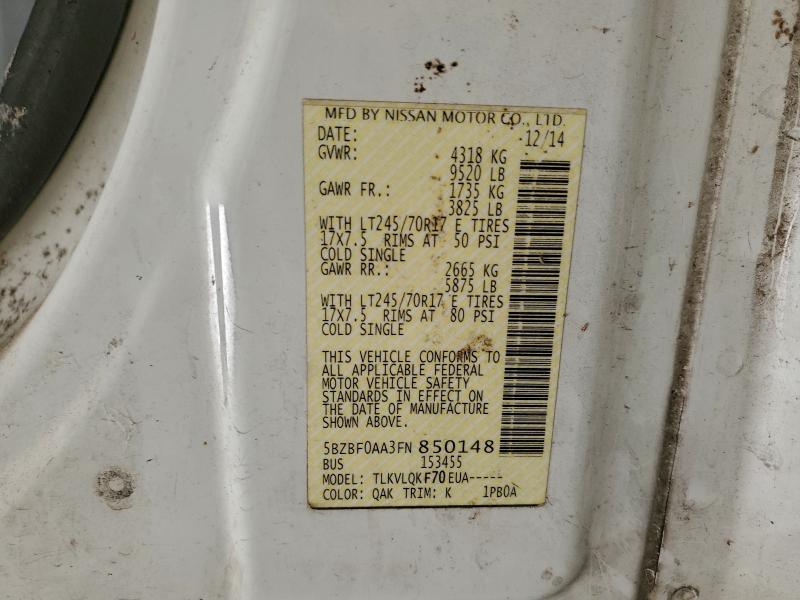 MFD BY NISSAN MOTOR CO., LTD.
DATE: 12/14
GVWR: 4318 KG
9520 LB
GAWR FR.: 1735 KG
3825 LB
WITH LT245/70R17 E TIRES
17X7.5 RIMS AT 50 PSI
COLD SINGLE
GAWR RR.: 2665 KG
5875 LB
WITH LT245/70R17 E TIRES
17X7.5 RIMS AT 80 PSI
COLD SINGLE
THIS VEHICLE CONFORMS TO
ALL APPLICABLE FEDERAL
MOTOR VEHICLE SAFETY
STANDARDS IN EFFECT ON
THE DATE OF MANUFACTURE
SHOWN ABOVE.
5BZBF0AA3FN 850148
BUS 153455
MODEL: TLKVLQKF70EUA-----
COLOR: QAK TRIM: K 1PB0A